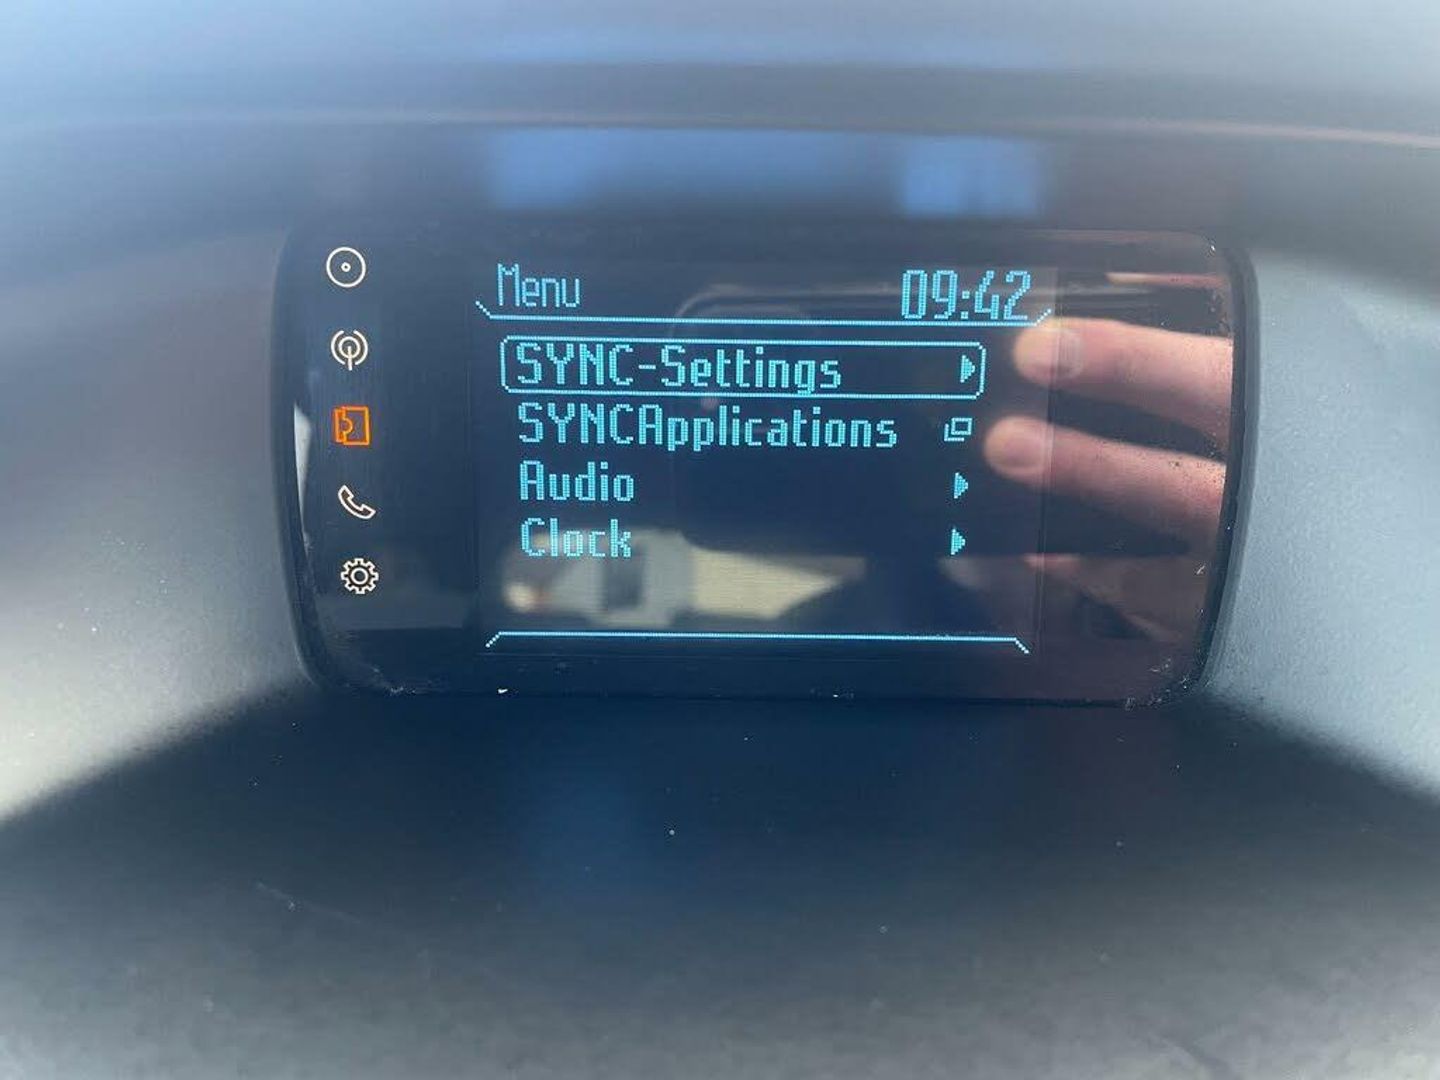 Menu 09:42
SYNC-Settings
SYNCApplications
Audio
Clock